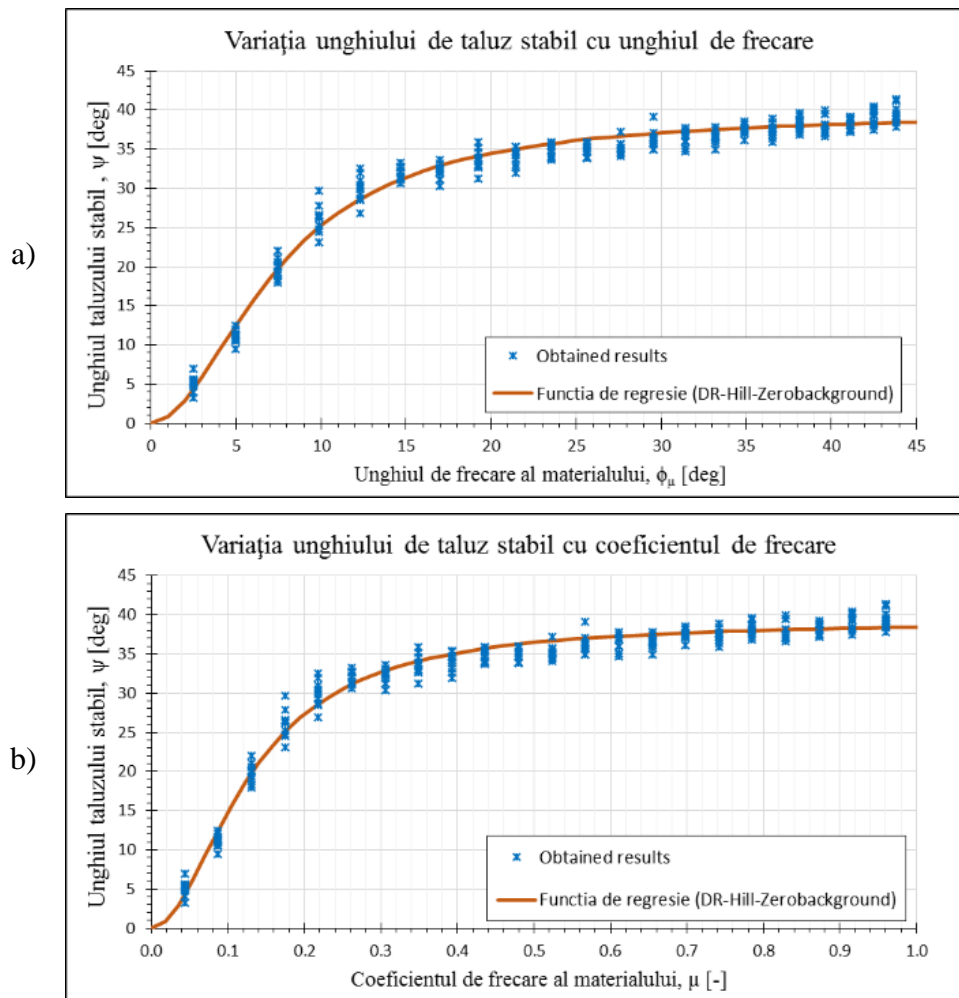 a)
Variația unghiului de taluz stabil cu unghiul de frecare
Unghiul taluzului stabil , ψ [deg]
45
40
35
30
25
20
15
10
5
0
Obtained results
Functia de regresie (DR-Hill-Zerobackground)
0 5 10 15 20 25 30 35 40 45
Unghiul de frecare al materialului, ϕμ [deg]
b)
Variația unghiului de taluz stabil cu coeficientul de frecare
Unghiul taluzului stabil, ψ [deg]
45
40
35
30
25
20
15
10
5
0
Obtained results
Functia de regresie (DR-Hill-Zerobackground)
0.0 0.1 0.2 0.3 0.4 0.5 0.6 0.7 0.8 0.9 1.0
Coeficientul de frecare al materialului, μ [-]